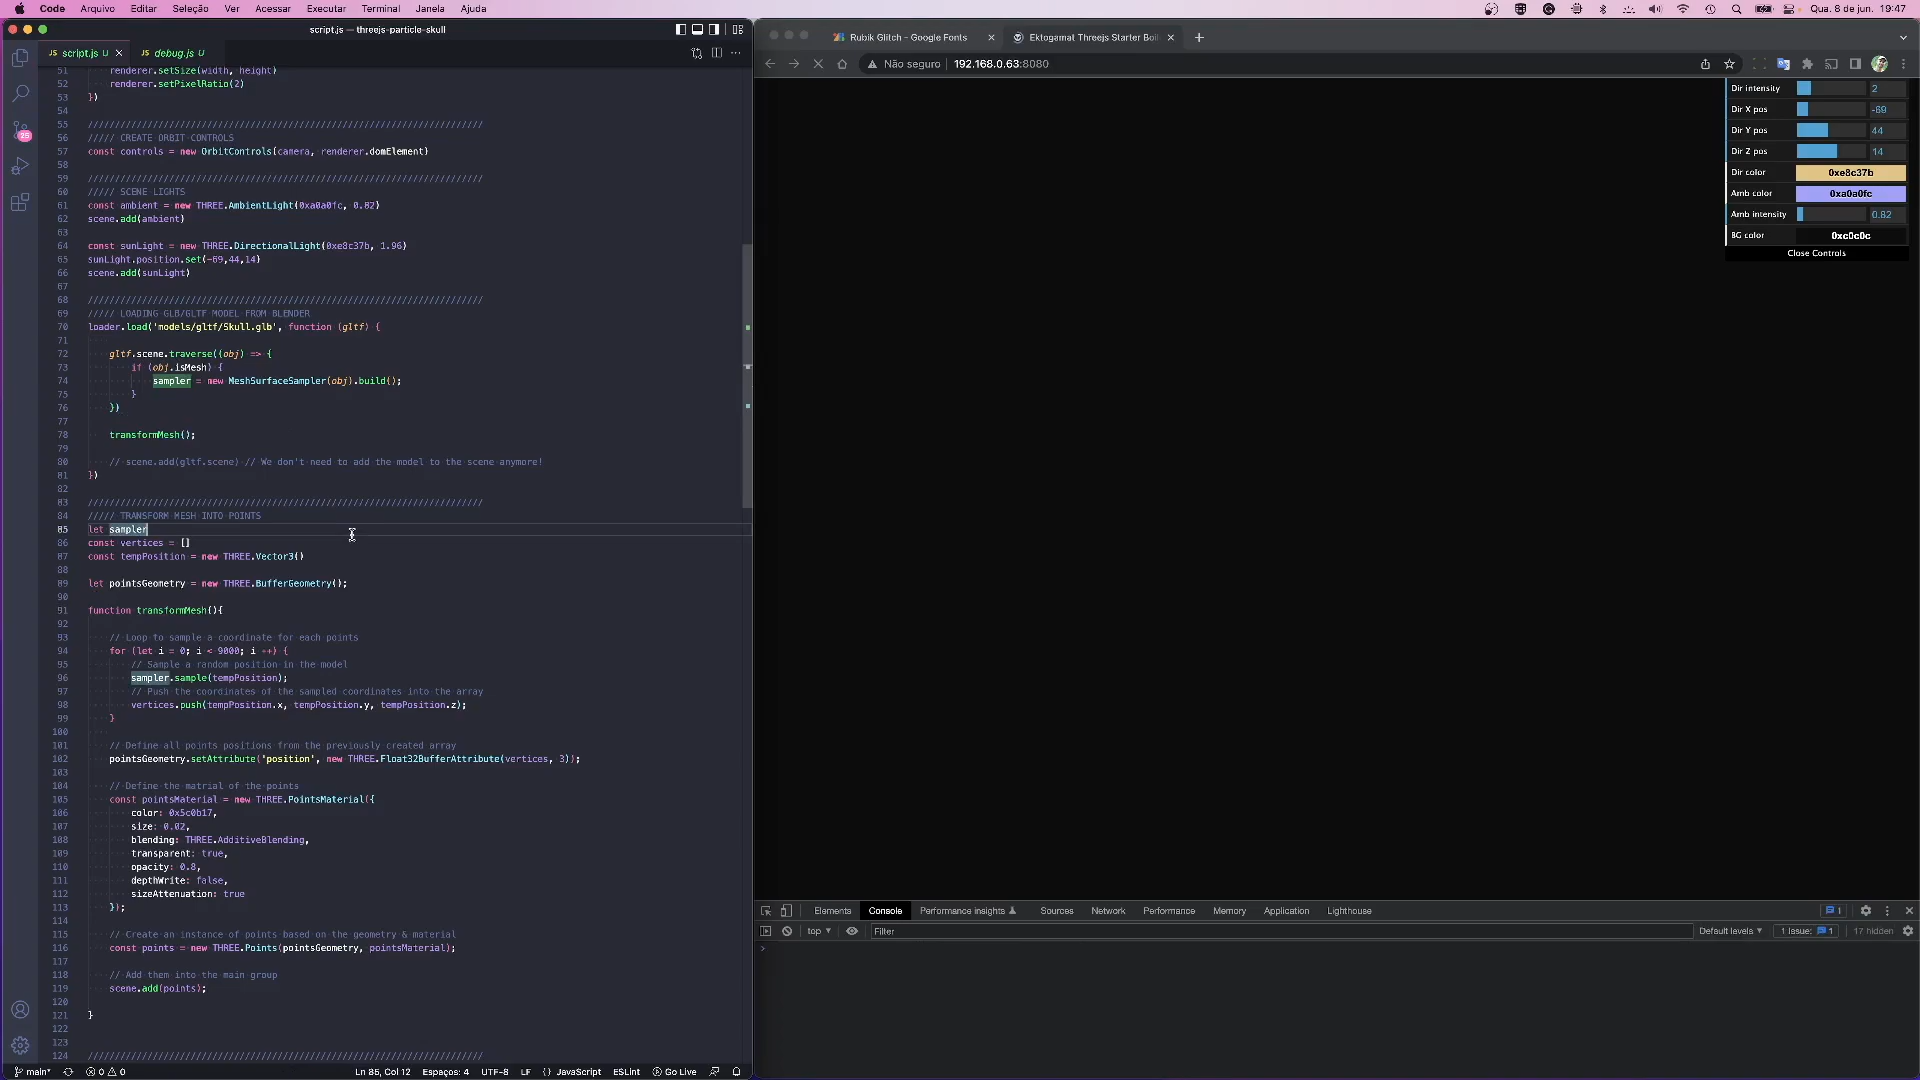 Code Arquivo Editar Seleção Ver Acessar Executar Terminal Janela Ajuda
Qua. 8 de jun. 19:47
script.js — threejs-particle-skull
JS script.js U
JS debug.js U
51 renderer.setSize(width, height)
52 renderer.setPixelRatio(2)
53 })
54
55 /////////////////////////////////////////////////////////////////////////
56 ///// CREATE ORBIT CONTROLS
57 const controls = new OrbitControls(camera, renderer.domElement)
58
59 /////////////////////////////////////////////////////////////////////////
60 ///// SCENE LIGHTS
61 const ambient = new THREE.AmbientLight(0xa0a0fc, 0.82)
62 scene.add(ambient)
63
64 const sunLight = new THREE.DirectionalLight(0xe8c37b, 1.96)
65 sunLight.position.set(-69,44,14)
66 scene.add(sunLight)
67
68 /////////////////////////////////////////////////////////////////////////
69 ///// LOADING GLB/GLTF MODEL FROM BLENDER
70 loader.load('models/gltf/Skull.glb', function (gltf) {
71
72 gltf.scene.traverse((obj) => {
73 if (obj.isMesh) {
74 sampler = new MeshSurfaceSampler(obj).build();
75 }
76 })
77
78 transformMesh();
79
80 // scene.add(gltf.scene) // We don't need to add the model to the scene anymore!
81 })
82
83 /////////////////////////////////////////////////////////////////////////
84 ///// TRANSFORM MESH INTO POINTS
85 let sampler
86 const vertices = []
87 const tempPosition = new THREE.Vector3()
88
89 let pointsGeometry = new THREE.BufferGeometry();
90
91 function transformMesh(){
92
93 // Loop to sample a coordinate for each points
94 for (let i = 0; i < 9000; i ++) {
95 // Sample a random position in the model
96 sampler.sample(tempPosition);
97 // Push the coordinates of the sampled coordinates into the array
98 vertices.push(tempPosition.x, tempPosition.y, tempPosition.z);
99 }
100
101 // Define all points positions from the previously created array
102 pointsGeometry.setAttribute('position', new THREE.Float32BufferAttribute(vertices, 3));
103
104 // Define the matrial of the points
105 const pointsMaterial = new THREE.PointsMaterial({
106 color: 0x5c0b17,
107 size: 0.02,
108 blending: THREE.AdditiveBlending,
109 transparent: true,
110 opacity: 0.8,
111 depthWrite: false,
112 sizeAttenuation: true
113 });
114
115 // Create an instance of points based on the geometry & material
116 const points = new THREE.Points(pointsGeometry, pointsMaterial);
117
118 // Add them into the main group
119 scene.add(points);
120
121 }
122
123
124 /////////////////////////////////////////////////////////////////////////
25
main* 0 0 Ln 85, Col 12 Espaços: 4 UTF-8 LF {} JavaScript ESLint Go Live
Rubik Glitch - Google Fonts
Ektogamat Threejs Starter Boil
Não seguro 192.168.0.63:8080
Dir intensity 2
Dir X pos -69
Dir Y pos 44
Dir Z pos 14
Dir color 0xe8c37b
Amb color 0xa0a0fc
Amb intensity 0.82
BG color 0xc0c0c
Close Controls
Elements Console Performance insights Sources Network Performance Memory Application Lighthouse 1
top Filter Default levels 1 Issue: 1 17 hidden